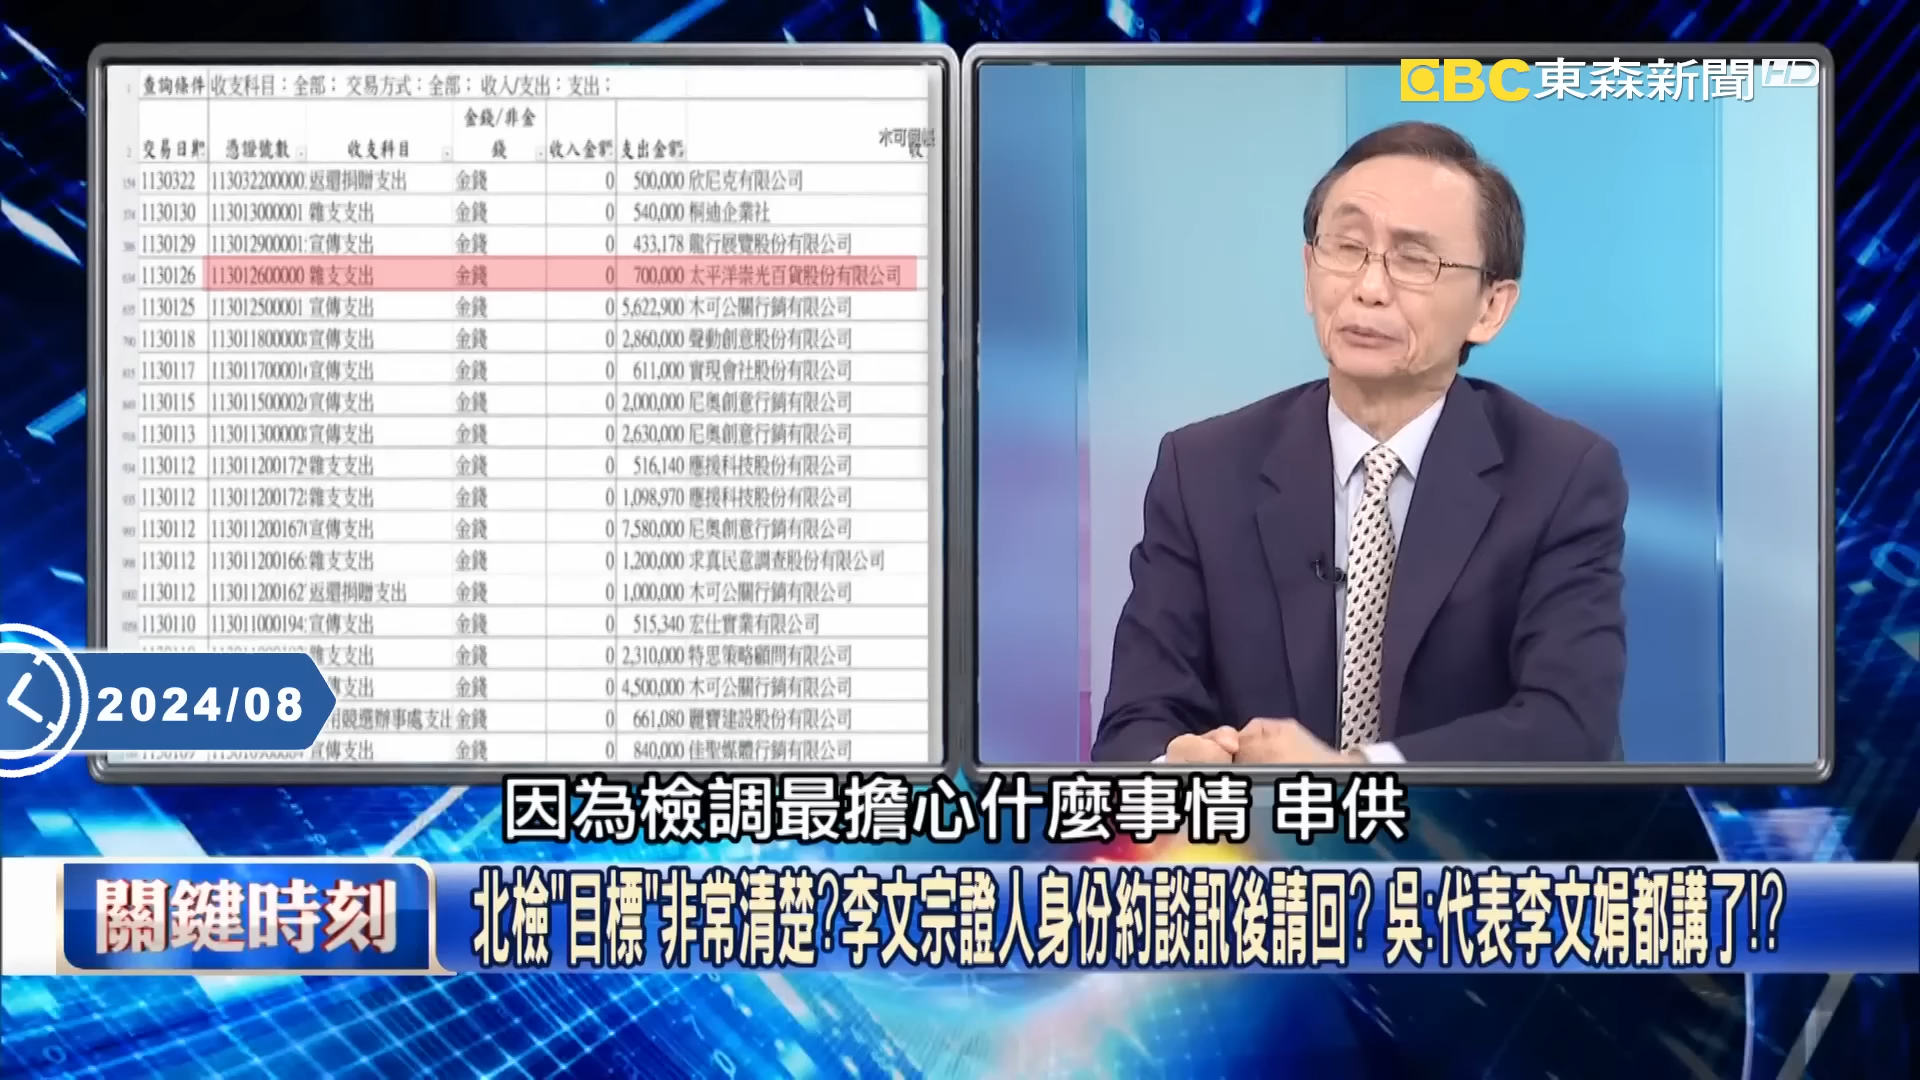 EBC 東森新聞 HD
查詢條件 收支科目：全部； 交易方式：全部； 收入/支出：支出；
交易日期 憑證號數 收支科目 金錢/非金錢 收入金額 支出金額
1130322 113032200000 返還捐贈支出 金錢 0 500,000 欣尼克有限公司
1130130 113013000001 雜支支出 金錢 0 540,000 桐迪企業社
1130129 113012900001 宣傳支出 金錢 0 433,178 龍行展覽股份有限公司
1130126 113012600000 雜支支出 金錢 0 700,000 太平洋崇光百貨股份有限公司
1130125 113012500001 宣傳支出 金錢 0 5,622,900 木可公關行銷有限公司
1130118 113011800000 宣傳支出 金錢 0 2,860,000 聲動創意股份有限公司
1130117 113011700001 宣傳支出 金錢 0 611,000 實現會社股份有限公司
1130115 113011500002 宣傳支出 金錢 0 2,000,000 尼奧創意行銷有限公司
1130113 113011300000 宣傳支出 金錢 0 2,630,000 尼奧創意行銷有限公司
1130112 113011200172 雜支支出 金錢 0 516,140 應援科技股份有限公司
1130112 113011200172 雜支支出 金錢 0 1,098,970 應援科技股份有限公司
1130112 113011200167 宣傳支出 金錢 0 7,580,000 尼奧創意行銷有限公司
1130112 113011200166 雜支支出 金錢 0 1,200,000 求真民意調查股份有限公司
1130112 113011200162 返還捐贈支出 金錢 0 1,000,000 木可公關行銷有限公司
1130110 113011000194 宣傳支出 金錢 0 515,340 宏仕實業有限公司
雜支支出 金錢 0 2,310,000 特思策略顧問有限公司
傳支出 金錢 0 4,500,000 木可公關行銷有限公司
用競選辦事處支出 金錢 0 661,080 麗寶建設股份有限公司
宣傳支出 金錢 0 840,000 佳聖媒體行銷有限公司
2024/08
因為檢調最擔心什麼事情 串供
關鍵時刻
北檢"目標"非常清楚?李文宗證人身份約談訊後請回? 吳:代表李文娟都講了!?